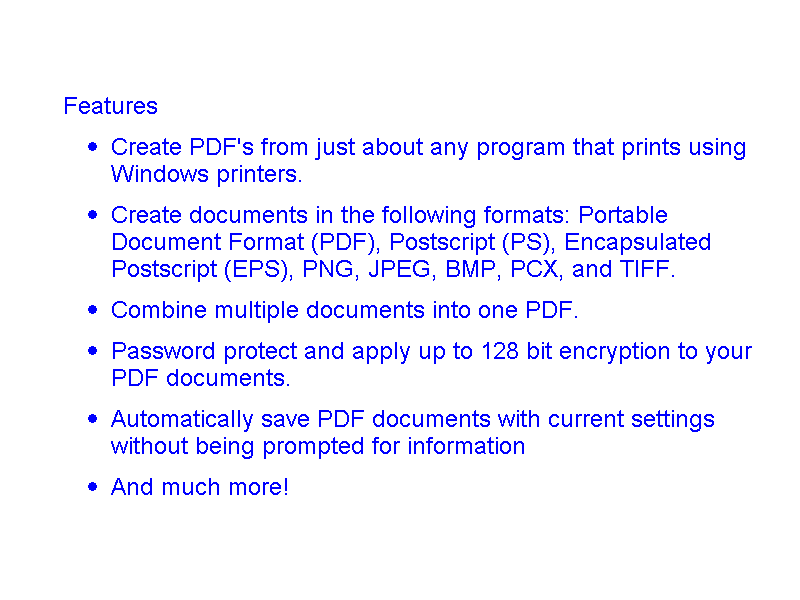 Features
• Create PDF's from just about any program that prints using
Windows printers.
• Create documents in the following formats: Portable
Document Format (PDF), Postscript (PS), Encapsulated
Postscript (EPS), PNG, JPEG, BMP, PCX, and TIFF.
• Combine multiple documents into one PDF.
• Password protect and apply up to 128 bit encryption to your
PDF documents.
• Automatically save PDF documents with current settings
without being prompted for information
• And much more!